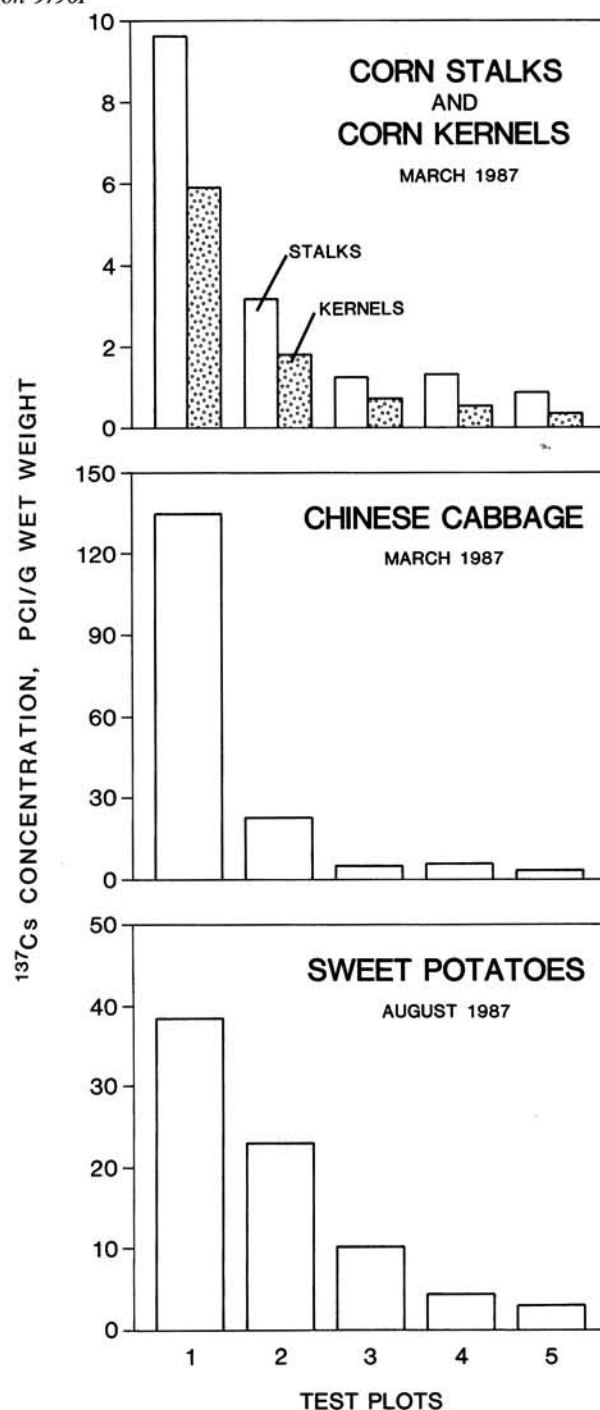 CORN STALKS
AND
CORN KERNELS
MARCH 1987
10
8
6
4
2
0
STALKS
KERNELS
CHINESE CABBAGE
MARCH 1987
150
120
90
60
30
0
SWEET POTATOES
AUGUST 1987
50
40
30
20
10
0
1 2 3 4 5
TEST PLOTS
¹³⁷Cs CONCENTRATION, PCI/G WET WEIGHT